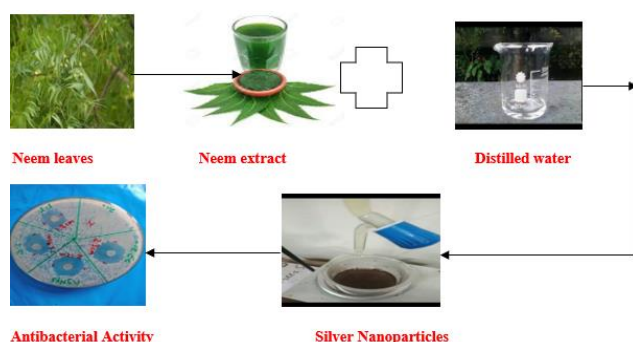 Neem leaves
Neem extract
Distilled water
Antibacterial Activity
Silver Nanoparticles